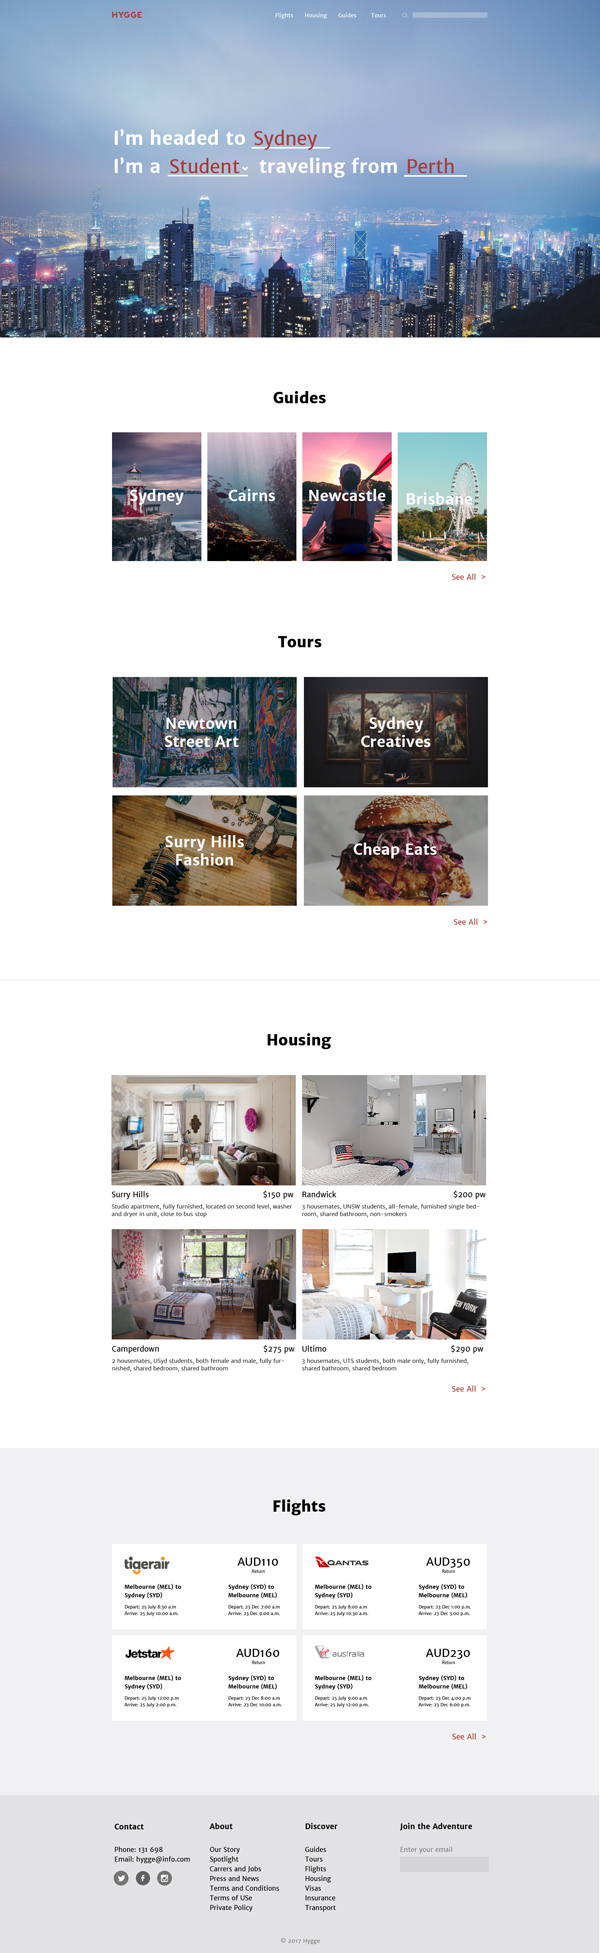 HYGGE
Flights Housing Guides Tours
I'm headed to Sydney
I'm a Student traveling from Perth
Guides
Sydney Cairns Newcastle Brisbane
See All >
Tours
Newtown
Street Art
Sydney
Creatives
Surry Hills
Fashion
Cheap Eats
See All >
Housing
Surry Hills $150 pw
Studio apartment, fully furnished, located on second level, washer
and dryer in unit, close to bus stop
Randwick $200 pw
3 housemates, UNSW students, all-female, furnished single bed-
room, shared bathroom, non-smokers
NEW YORK
Camperdown $275 pw
2 housemates, USyd students, both female and male, fully fur-
nished, shared bedroom, shared bathroom
Ultimo $290 pw
3 housemates, UTS students, both male only, fully furnished,
shared bathroom, shared bedroom
See All >
Flights
tigerair AUD110
Return
Melbourne (MEL) to
Sydney (SYD)
Depart: 25 July 8:30 a.m
Arrive: 25 July 10:00 a.m.
Sydney (SYD) to
Melbourne (MEL)
Depart: 23 Dec 7:00 a.m
Arrive: 23 Dec 9:00 a.m.
QANTAS AUD350
Return
Melbourne (MEL) to
Sydney (SYD)
Depart: 25 July 8:00 a.m
Arrive: 25 July 10:30 a.m.
Sydney (SYD) to
Melbourne (MEL)
Depart: 23 Dec 1:00 p.m.
Arrive: 23 Dec 3:00 p.m.
Jetstar AUD160
Return
Melbourne (MEL) to
Sydney (SYD)
Depart: 25 July 12:00 p.m
Arrive: 25 July 2:00 p.m.
Sydney (SYD) to
Melbourne (MEL)
Depart: 23 Dec 8:00 a.m
Arrive: 23 Dec 10:00 a.m.
virgin australia AUD230
Return
Melbourne (MEL) to
Sydney (SYD)
Depart: 25 July 9:00 a.m
Arrive: 23 July 12:00 p.m.
Sydney (SYD) to
Melbourne (MEL)
Depart: 23 Dec 4:00 p.m
Arrive: 23 Dec 6:00 p.m.
See All >
Contact
Phone: 131 698
Email: hygge@info.com
About
Our Story
Spotlight
Carrers and Jobs
Press and News
Terms and Conditions
Terms of USe
Private Policy
Discover
Guides
Tours
Flights
Housing
Visas
Insurance
Transport
Join the Adventure
Enter your email
© 2017 Hygge